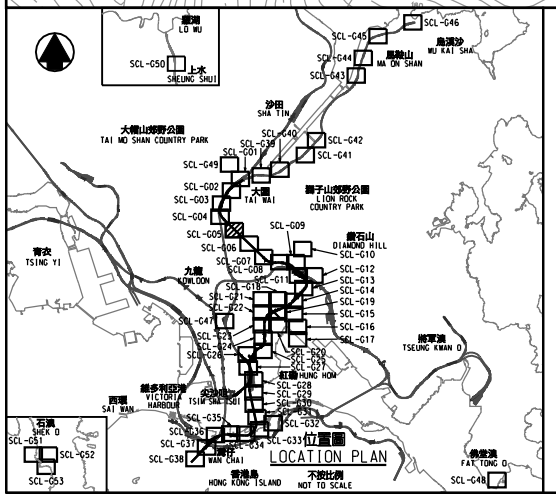 羅湖
LO WU
SCL-G50
上水
SHEUNG SHUI
SCL-G46
SCL-G45
烏溪沙
WU KAI SHA
SCL-G44
馬鞍山
MA ON SHAN
SCL-G43
沙田
SHA TIN
大帽山郊野公園
TAI MO SHAN COUNTRY PARK
SCL-G40
SCL-G39
SCL-G42
SCL-G01
SCL-G41
SCL-G49
SCL-G02
大圍
TAI WAI
獅子山郊野公園
LION ROCK
COUNTRY PARK
SCL-G03
SCL-G04
SCL-G05
SCL-G09
鑽石山
DIAMOND HILL
SCL-G06
SCL-G10
青衣
TSING YI
SCL-G07
SCL-G08
SCL-G12
九龍
KOWLOON
SCL-G11
SCL-G13
SCL-G18
SCL-G14
SCL-G21
SCL-G19
SCL-G22
SCL-G15
SCL-G47
SCL-G16
SCL-G23
SCL-G17
SCL-G24
將軍澳
TSEUNG KWAN O
SCL-G20
SCL-G26
SCL-G25
SCL-G27
紅磡 HUNG HOM
維多利亞港
VICTORIA
HARBOUR
尖沙咀
TSIM SHA TSUI
SCL-G28
西環
SAI WAN
SCL-G29
SCL-G30
SCL-G31
SCL-G35
SCL-G32
石澳
SHEK O
SCL-G36
SCL-G33
SCL-G34
SCL-G37
SCL-G51
SCL-G52
SCL-G38
灣仔
WAN CHAI
位置圖
LOCATION PLAN
佛堂澳
FAT TONG O
SCL-G53
香港島
HONG KONG ISLAND
不按比例
NOT TO SCALE
SCL-G48